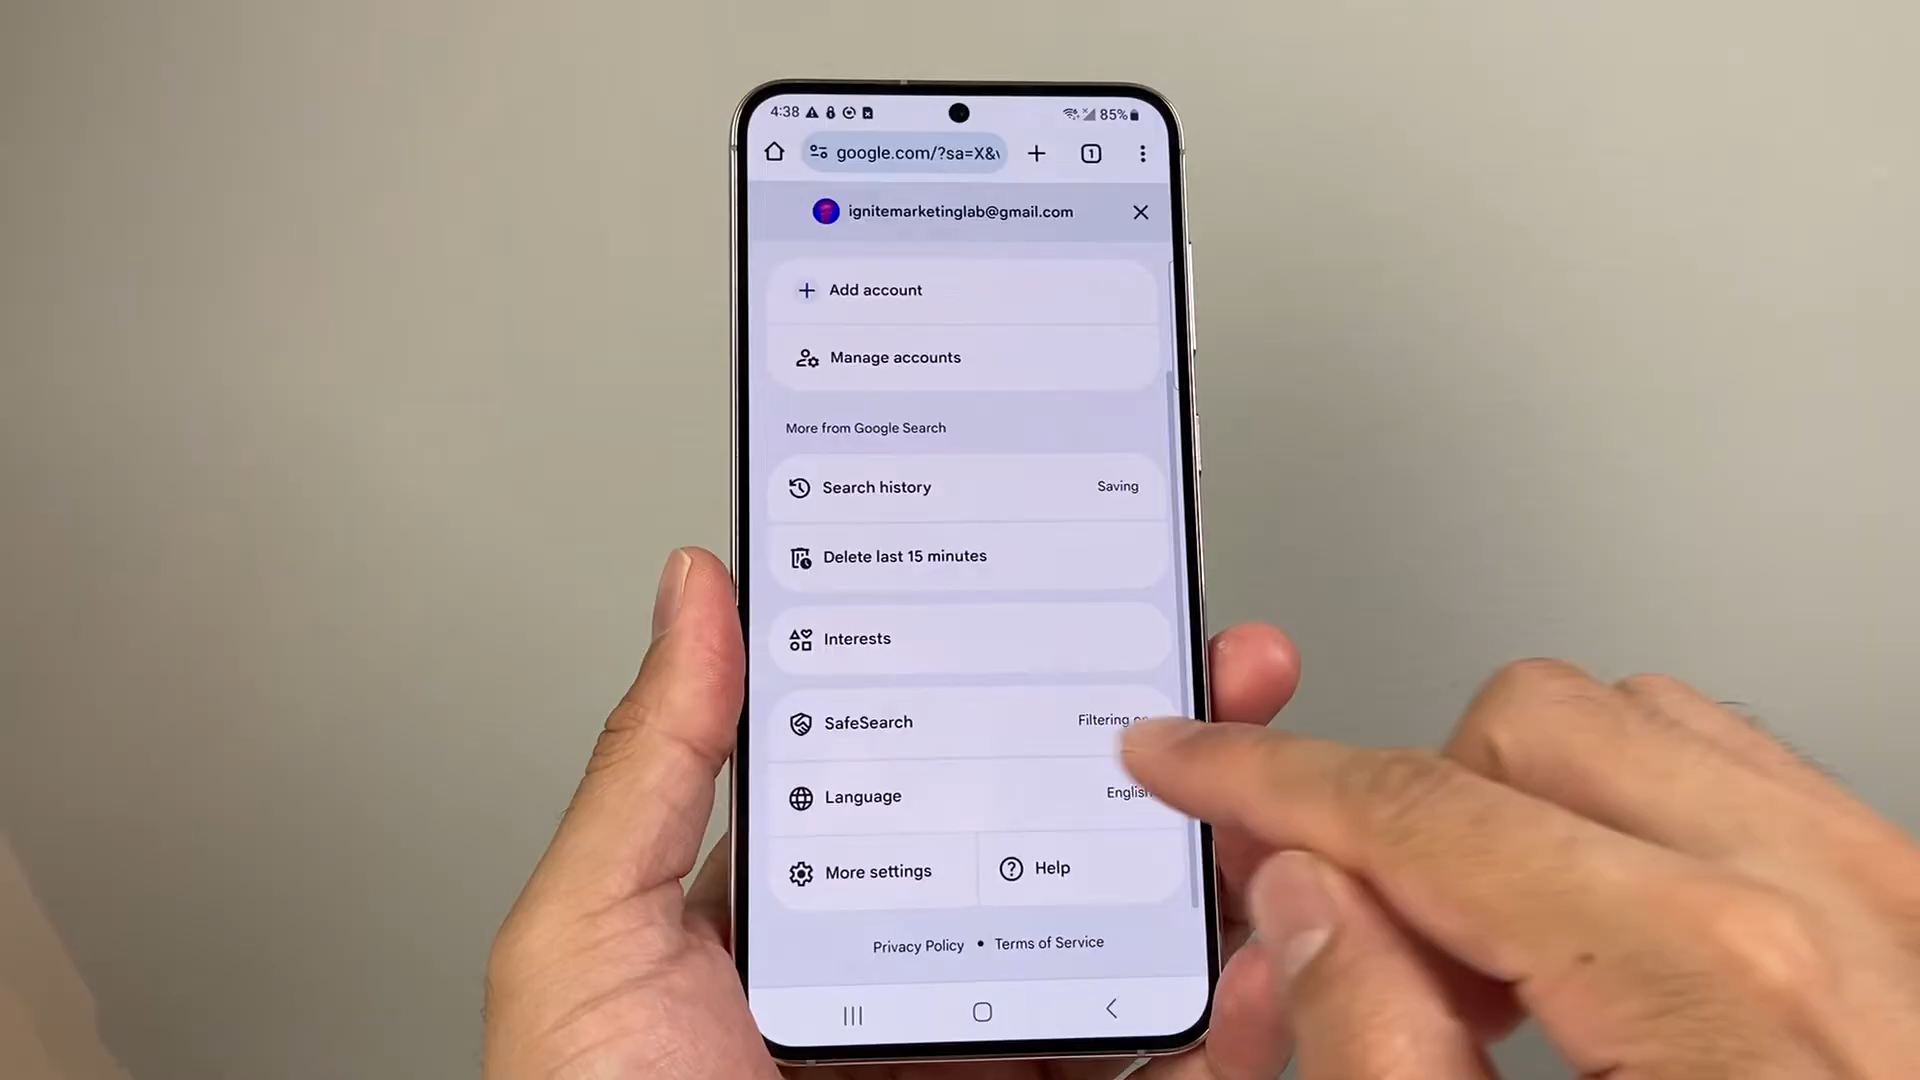 4:38 85%
google.com/?sa=X&v 1
ignitemarketinglab@gmail.com
Add account
Manage accounts
More from Google Search
Search history Saving
Delete last 15 minutes
Interests
SafeSearch Filtering
Language English
More settings Help
Privacy Policy • Terms of Service